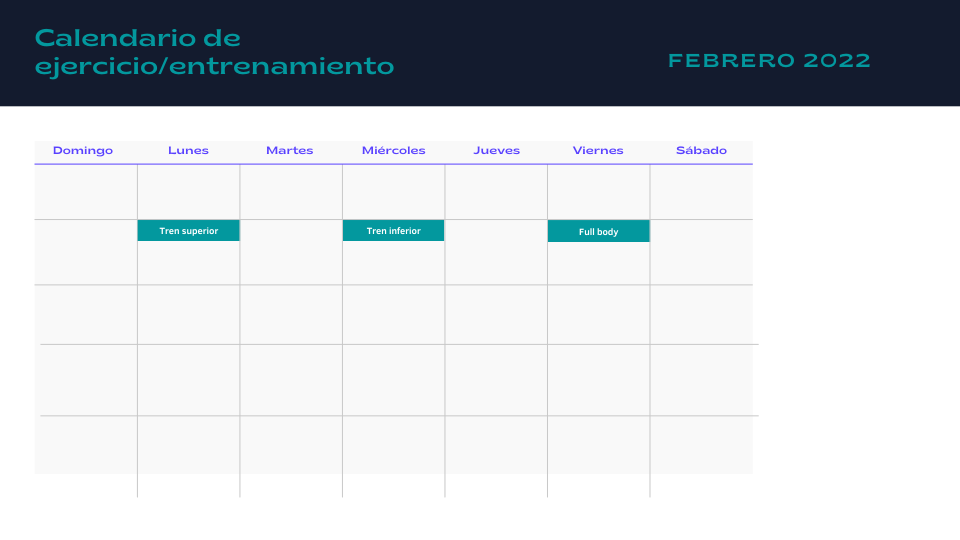 Calendario de
ejercicio/entrenamiento
FEBRERO 2022
Domingo Lunes Martes Miércoles Jueves Viernes Sábado
Tren superior Tren inferior Full body